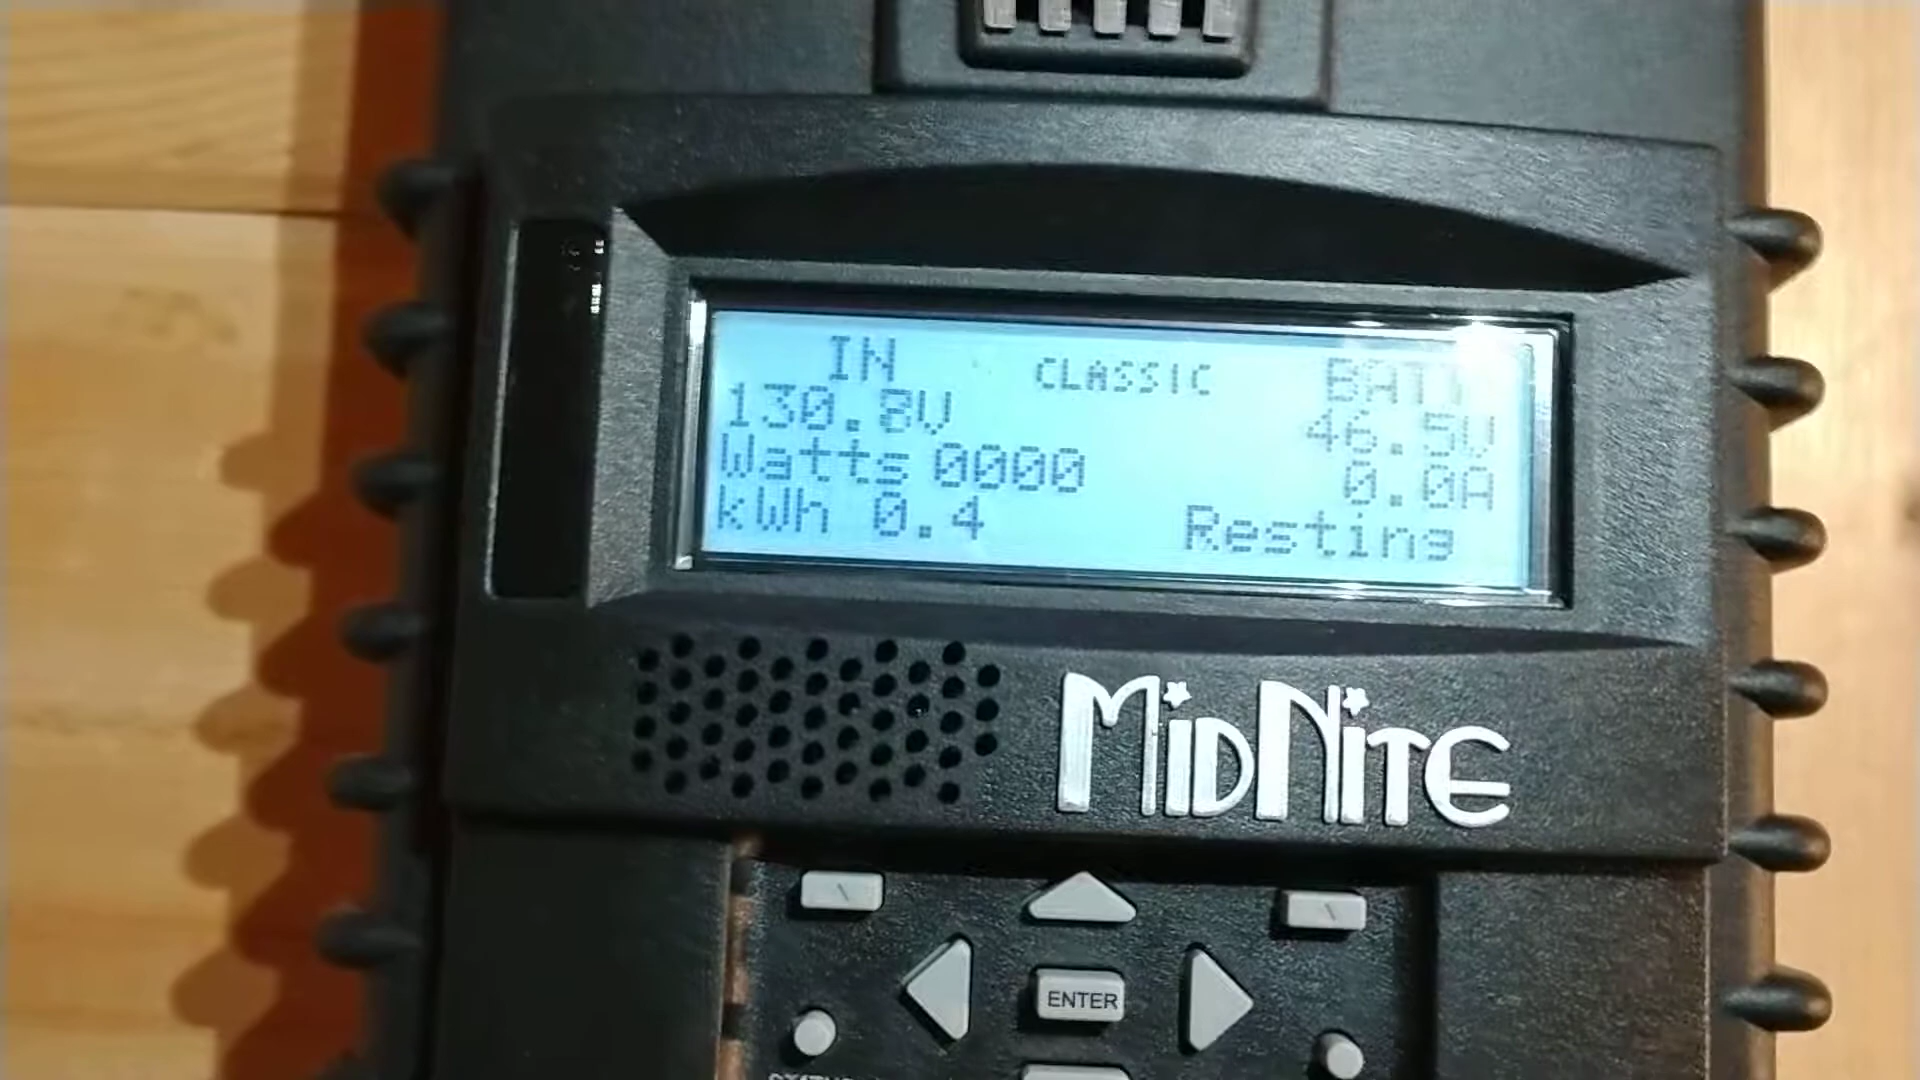 IN CLASSIC BATT
130.8V 46.5V
Watts 0000 0.0A
kWh 0.4 Resting
MIDNITE
ENTER